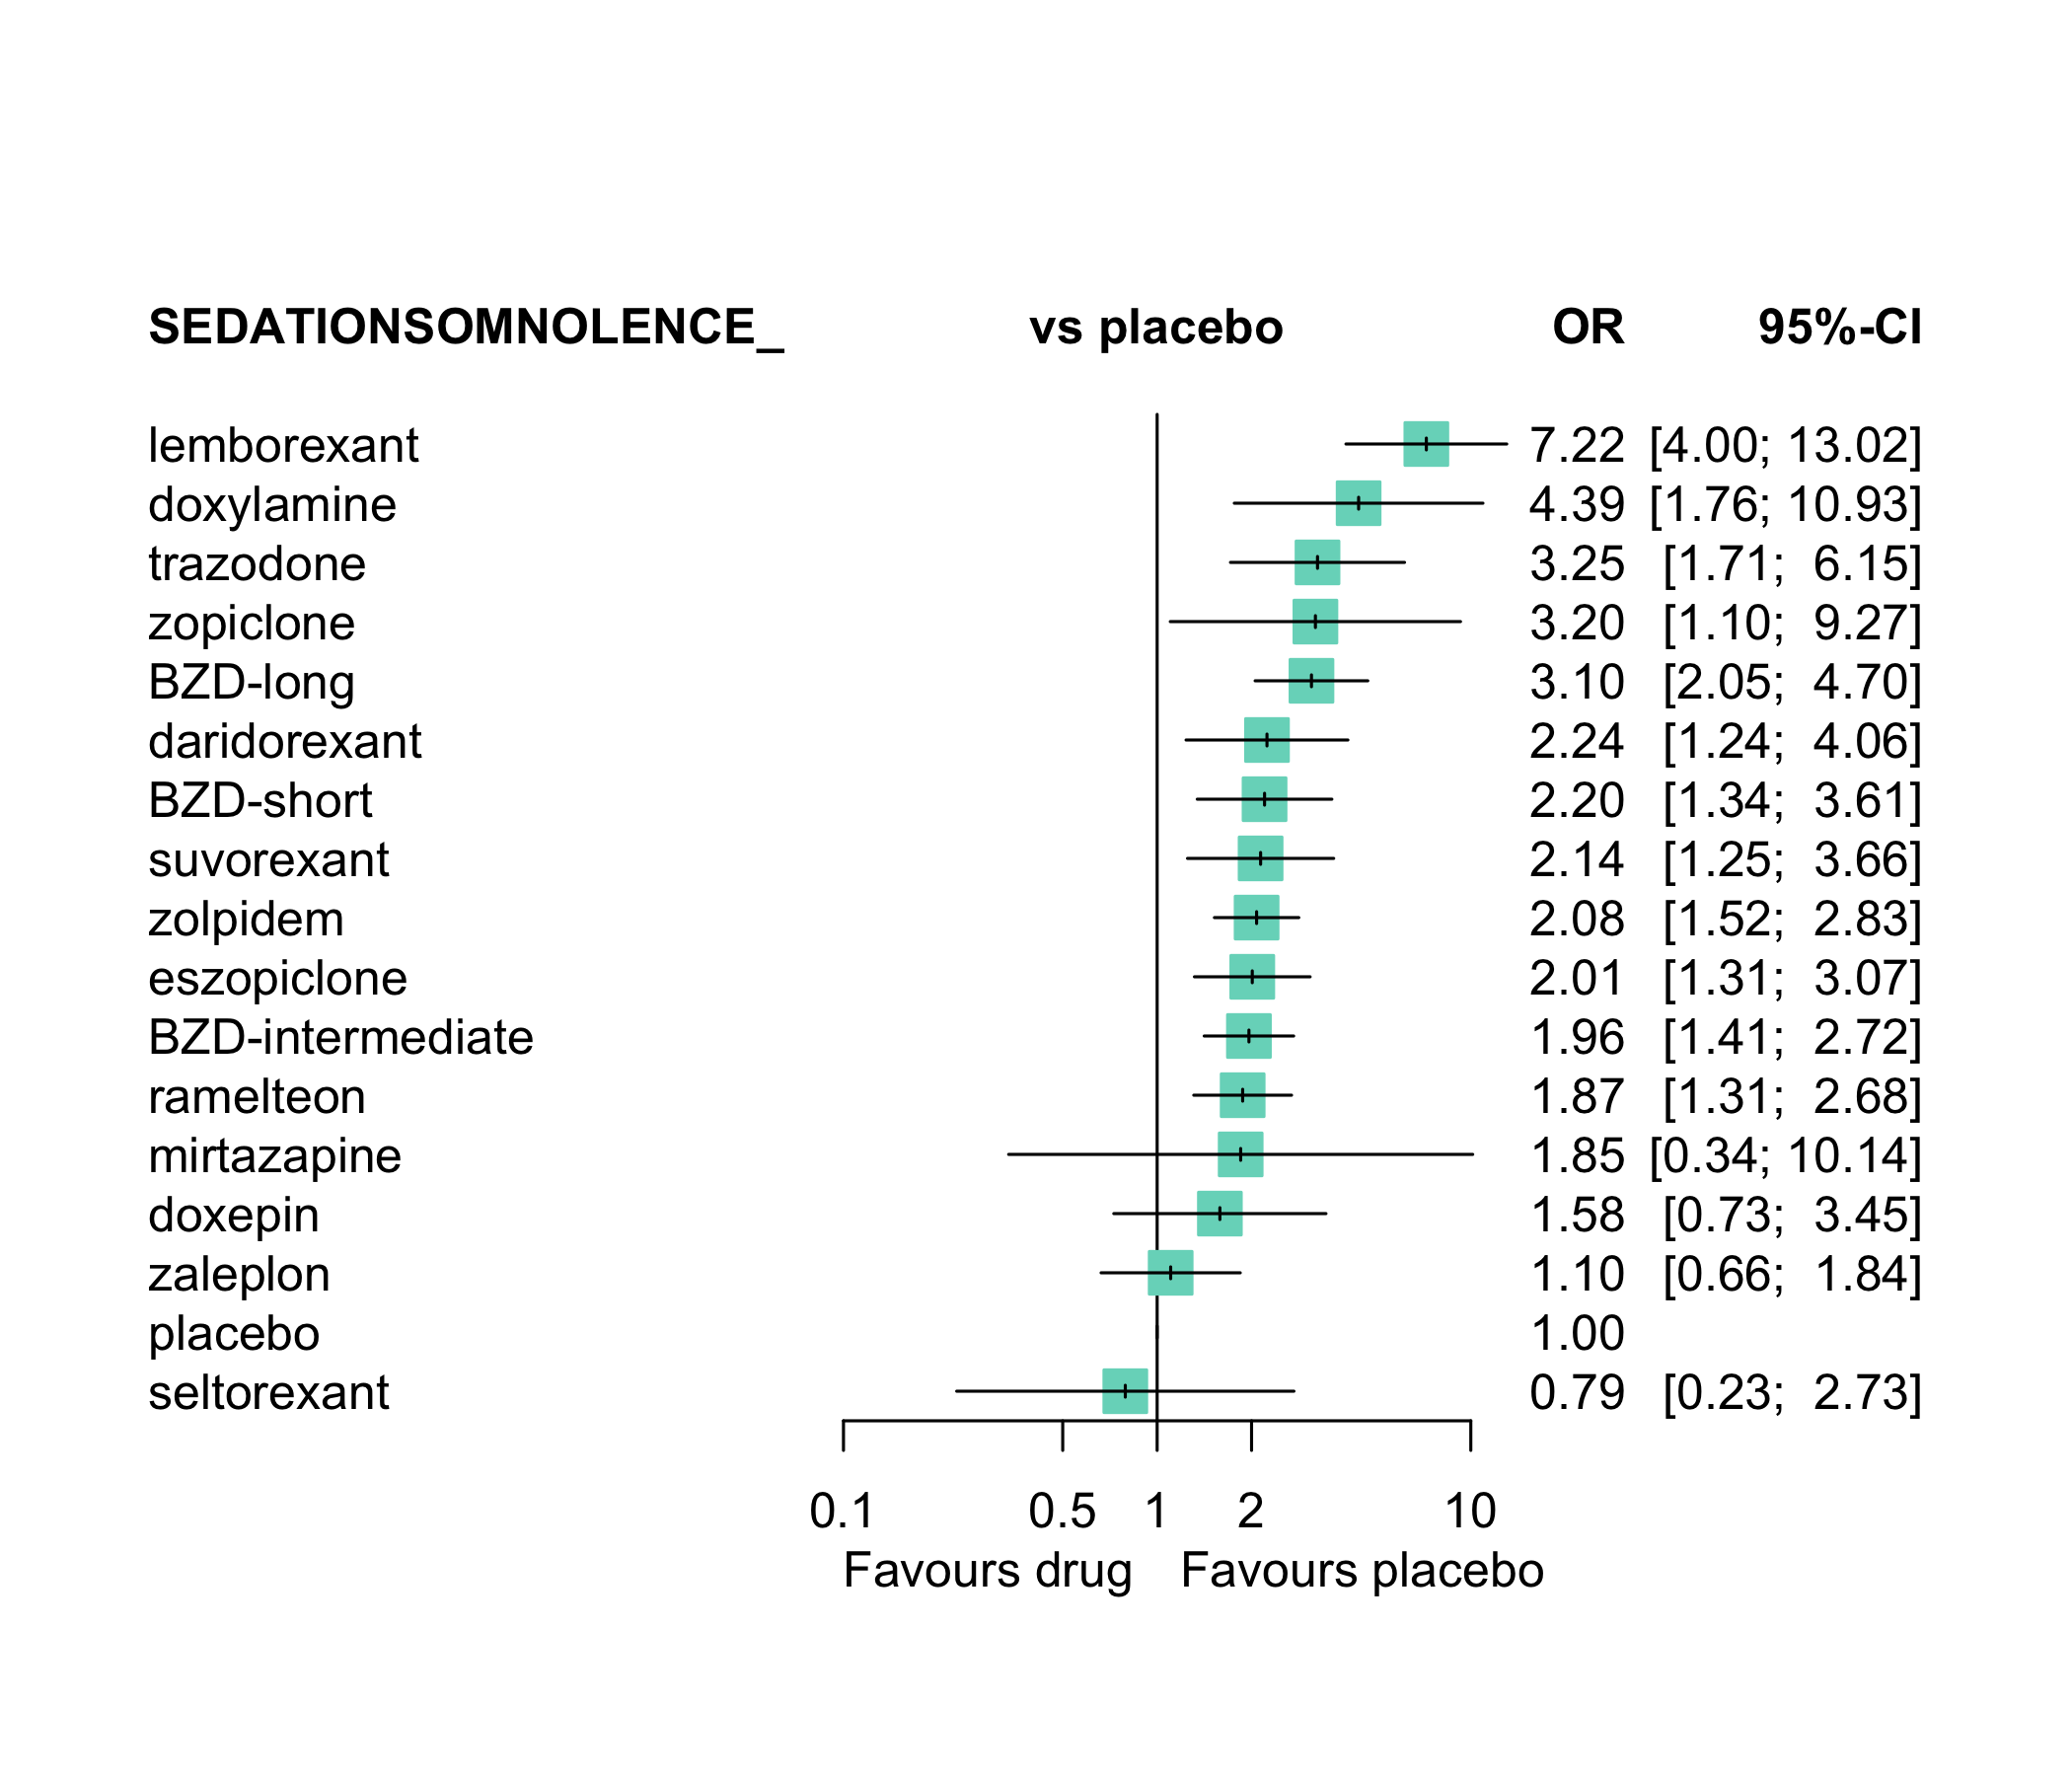 SEDATIONSOMNOLENCE_ vs placebo OR 95%-CI
lemborexant 7.22 [4.00; 13.02]
doxylamine 4.39 [1.76; 10.93]
trazodone 3.25 [1.71; 6.15]
zopiclone 3.20 [1.10; 9.27]
BZD-long 3.10 [2.05; 4.70]
daridorexant 2.24 [1.24; 4.06]
BZD-short 2.20 [1.34; 3.61]
suvorexant 2.14 [1.25; 3.66]
zolpidem 2.08 [1.52; 2.83]
eszopiclone 2.01 [1.31; 3.07]
BZD-intermediate 1.96 [1.41; 2.72]
ramelteon 1.87 [1.31; 2.68]
mirtazapine 1.85 [0.34; 10.14]
doxepin 1.58 [0.73; 3.45]
zaleplon 1.10 [0.66; 1.84]
placebo 1.00
seltorexant 0.79 [0.23; 2.73]
0.1 0.5 1 2 10
Favours drug Favours placebo